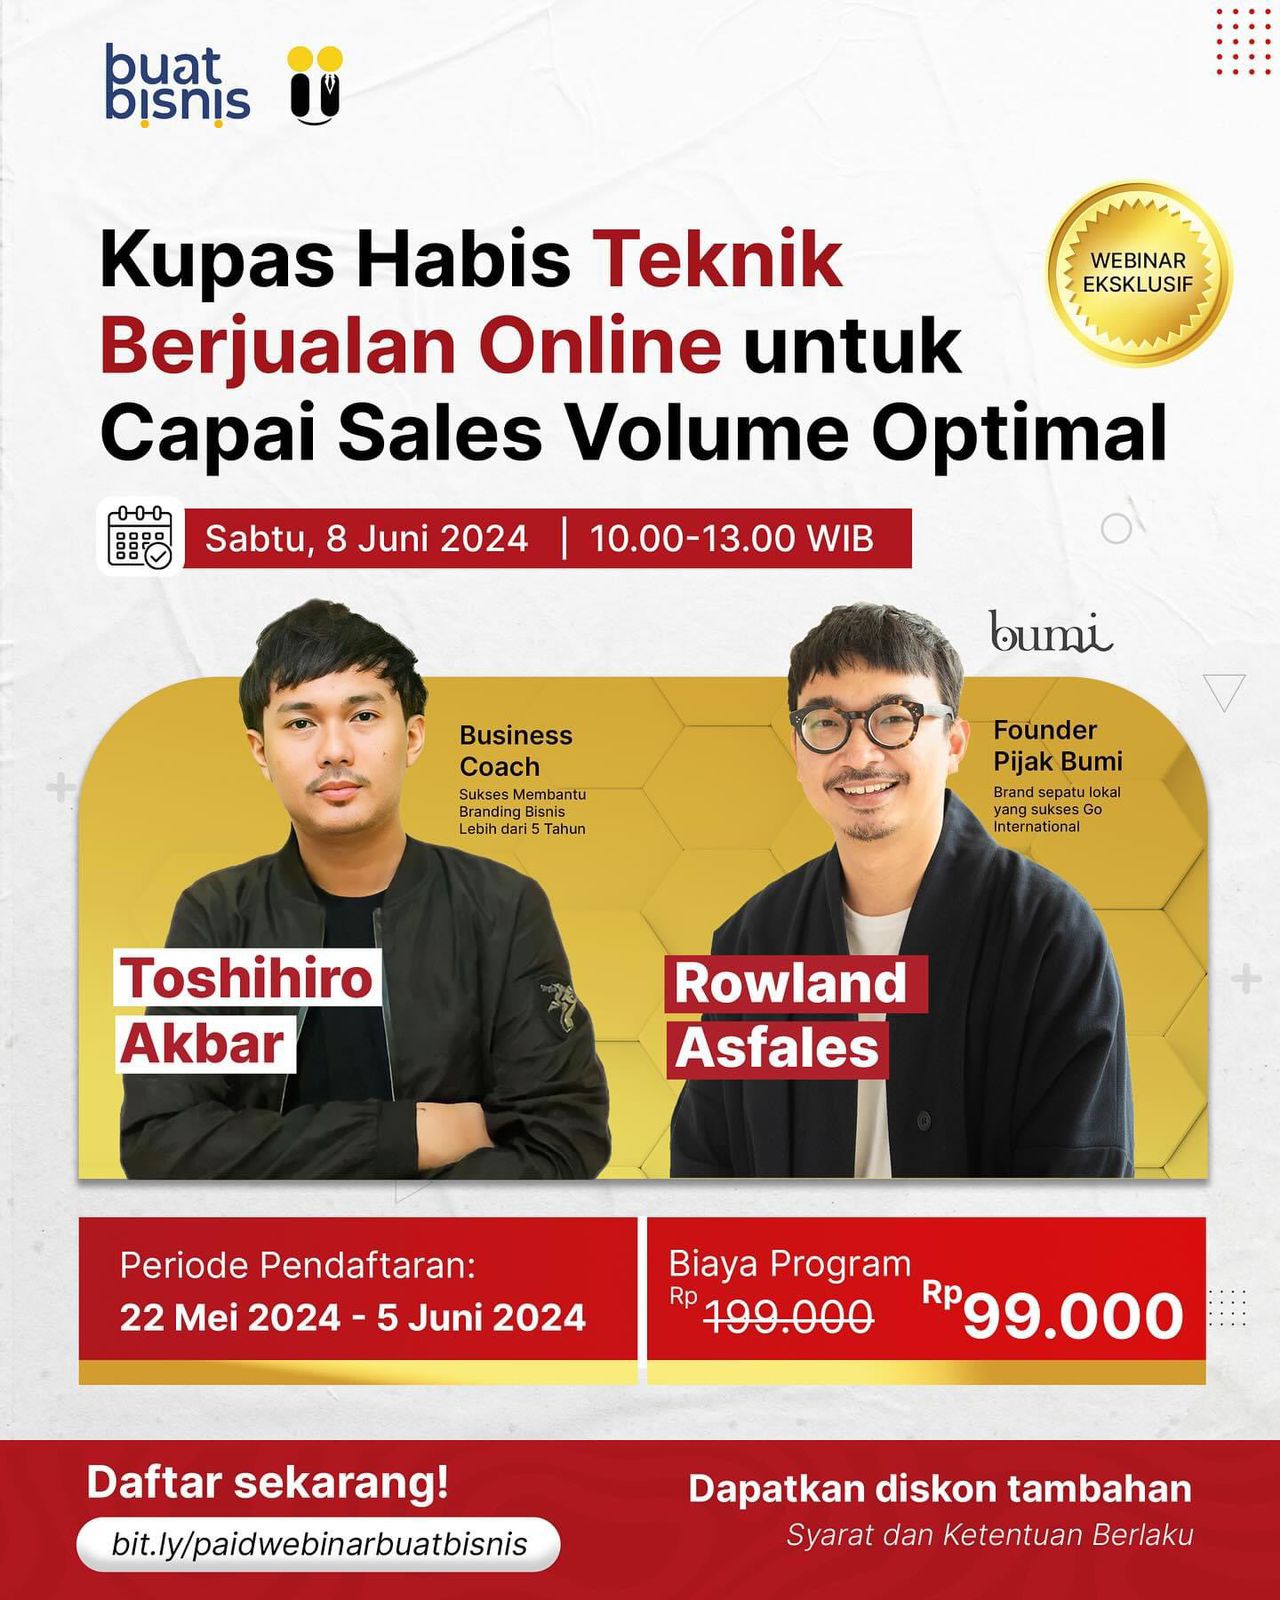 buat
bisnis
WEBINAR
EKSKLUSIF
Kupas Habis Teknik
Berjualan Online untuk
Capai Sales Volume Optimal
Sabtu, 8 Juni 2024 | 10.00-13.00 WIB
bumi
Business
Coach
Sukses Membantu
Branding Bisnis
Lebih dari 5 Tahun
Founder
Pijak Bumi
Brand sepatu lokal
yang sukses Go
International
Toshihiro
Akbar
Rowland
Asfales
Periode Pendaftaran:
22 Mei 2024 - 5 Juni 2024
Biaya Program
Rp 199.000 Rp99.000
Daftar sekarang!
bit.ly/paidwebinarbuatbisnis
Dapatkan diskon tambahan
Syarat dan Ketentuan Berlaku